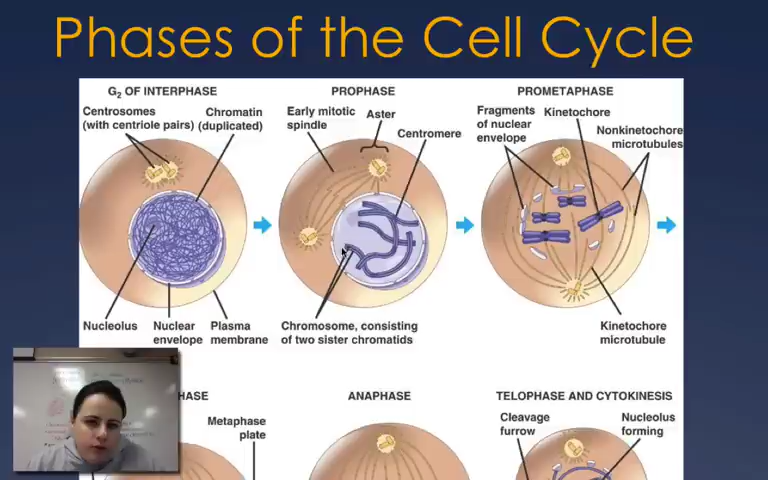 Phases of the Cell Cycle
G₂ OF INTERPHASE
PROPHASE
PROMETAPHASE
Centrosomes
(with centriole pairs)
Chromatin
(duplicated)
Early mitotic
spindle
Aster
Centromere
Fragments
of nuclear
envelope
Kinetochore
Nonkinetochore
microtubules
Nucleolus
Nuclear
envelope
Plasma
membrane
Chromosome, consisting
of two sister chromatids
Kinetochore
microtubule
HASE
ANAPHASE
TELOPHASE AND CYTOKINESIS
Metaphase
plate
Cleavage
furrow
Nucleolus
forming